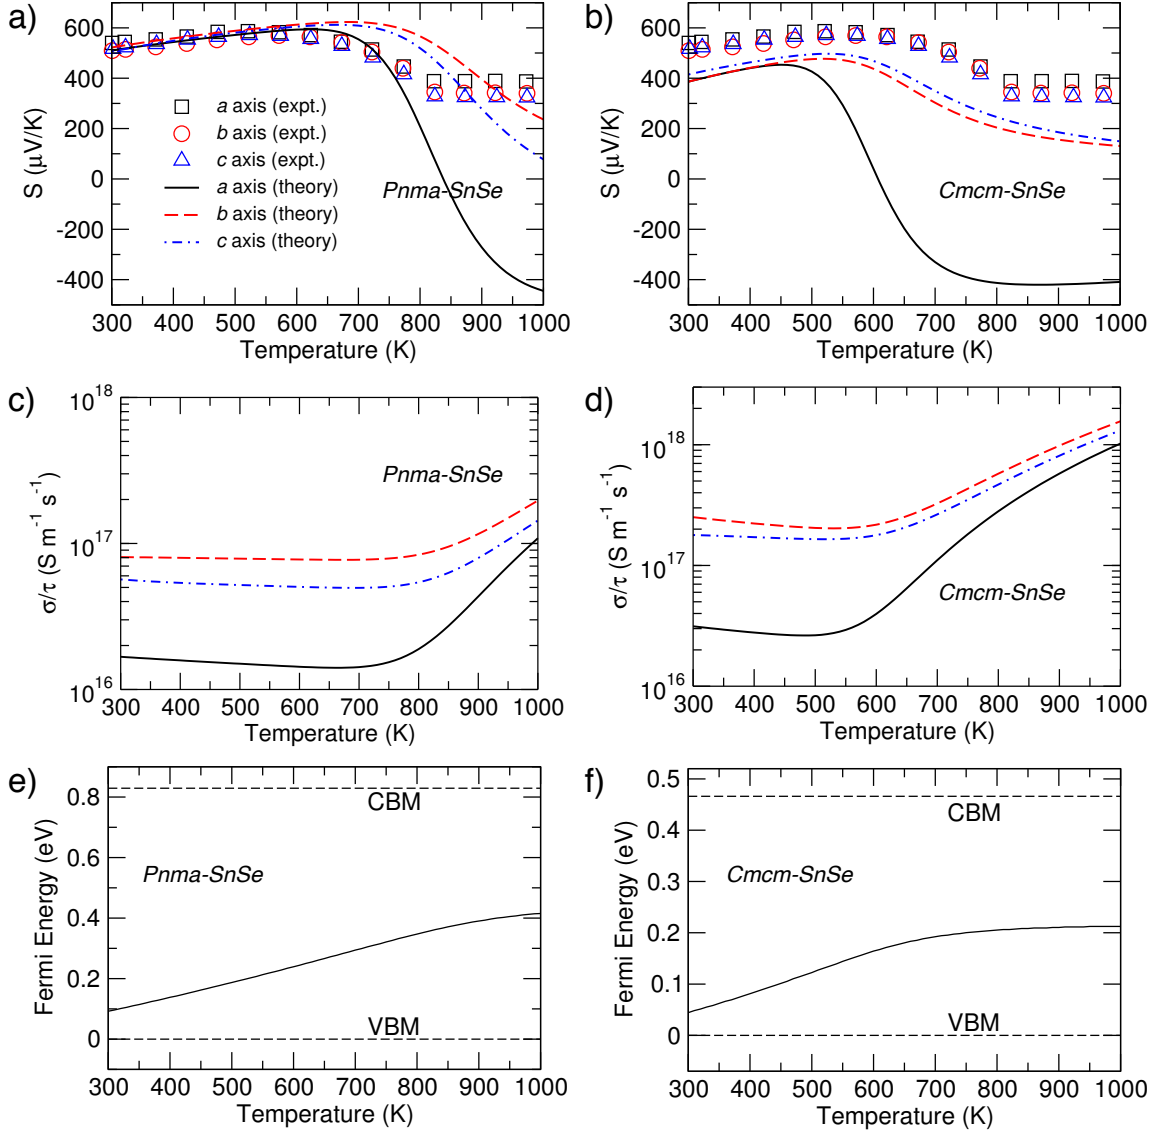 a)
600
400
200
0
-200
-400
S (μV/K)
a axis (expt.)
b axis (expt.)
c axis (expt.)
a axis (theory)
b axis (theory)
c axis (theory)
Pnma-SnSe
300 400 500 600 700 800 900 1000
Temperature (K)
b)
600
400
200
0
-200
-400
S (μV/K)
Cmcm-SnSe
300 400 500 600 700 800 900 1000
Temperature (K)
c)
10^18
10^17
10^16
σ/τ (S m^-1 s^-1)
Pnma-SnSe
300 400 500 600 700 800 900 1000
Temperature (K)
d)
10^18
10^17
10^16
σ/τ (S m^-1 s^-1)
Cmcm-SnSe
300 400 500 600 700 800 900 1000
Temperature (K)
e)
0.8
0.6
0.4
0.2
0
Fermi Energy (eV)
CBM
Pnma-SnSe
VBM
300 400 500 600 700 800 900 1000
Temperature (K)
f)
0.5
0.4
0.3
0.2
0.1
0
Fermi Energy (eV)
CBM
Cmcm-SnSe
VBM
300 400 500 600 700 800 900 1000
Temperature (K)